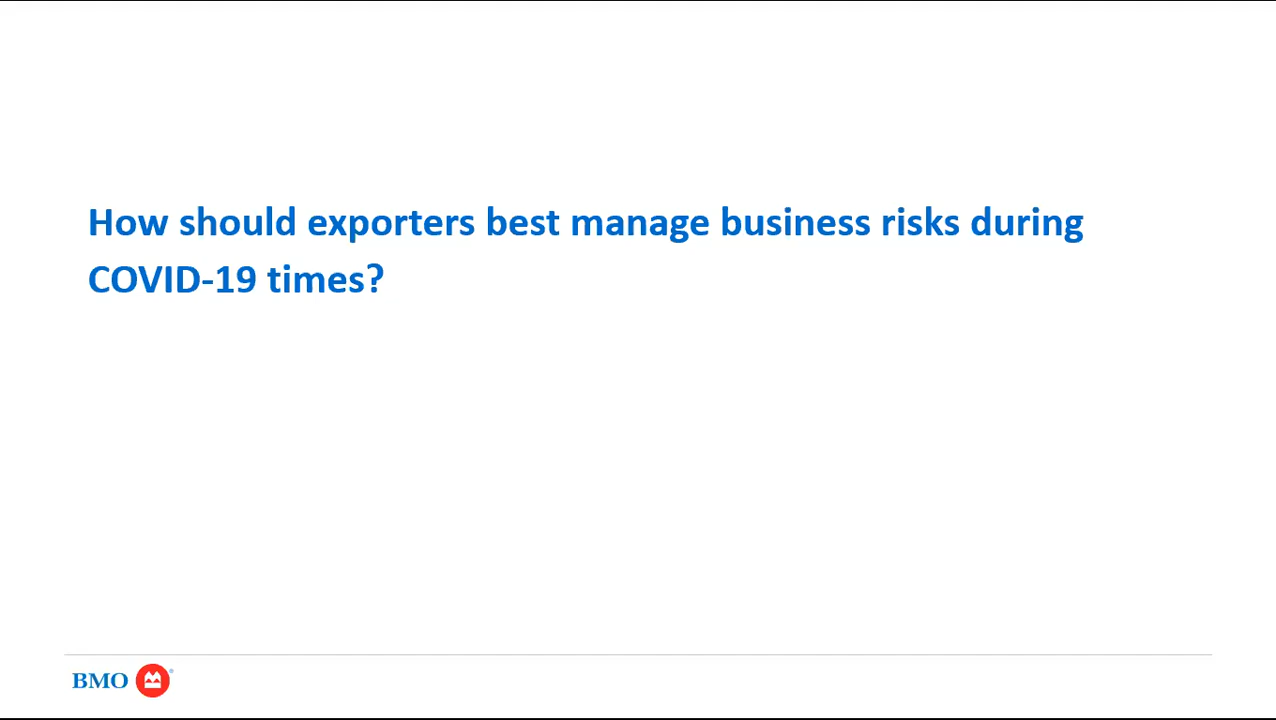 How should exporters best manage business risks during
COVID-19 times?
BMO